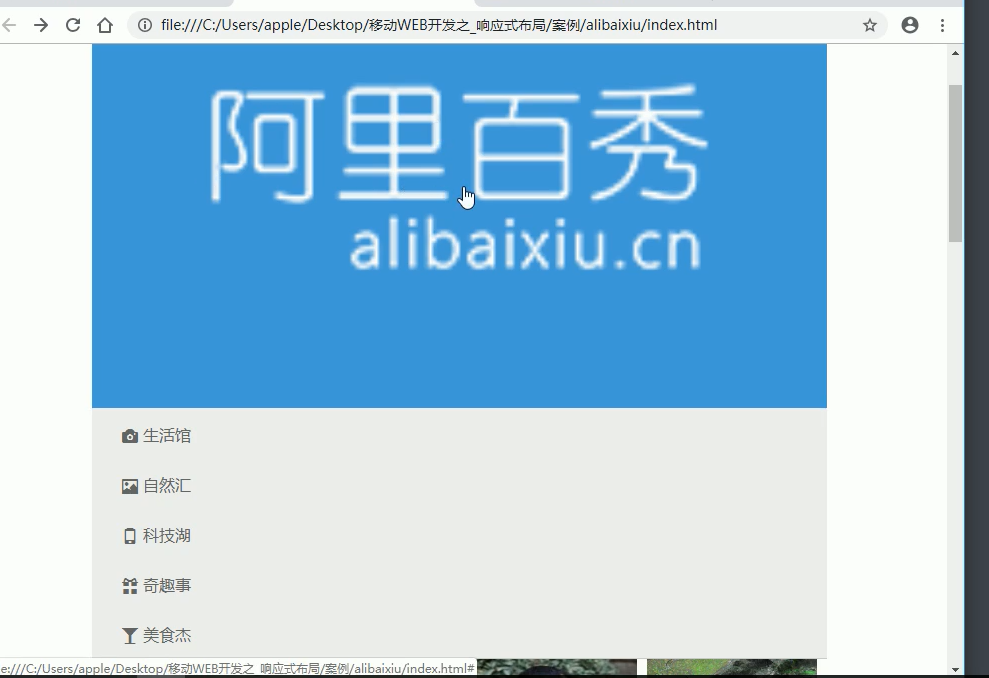 file:///C:/Users/apple/Desktop/移动WEB开发之_响应式布局/案例/alibaixiu/index.html
阿里百秀
alibaixiu.cn
生活馆
自然汇
科技湖
奇趣事
美食杰
e:///C:/Users/apple/Desktop/移动WEB开发之_响应式布局/案例/alibaixiu/index.html#